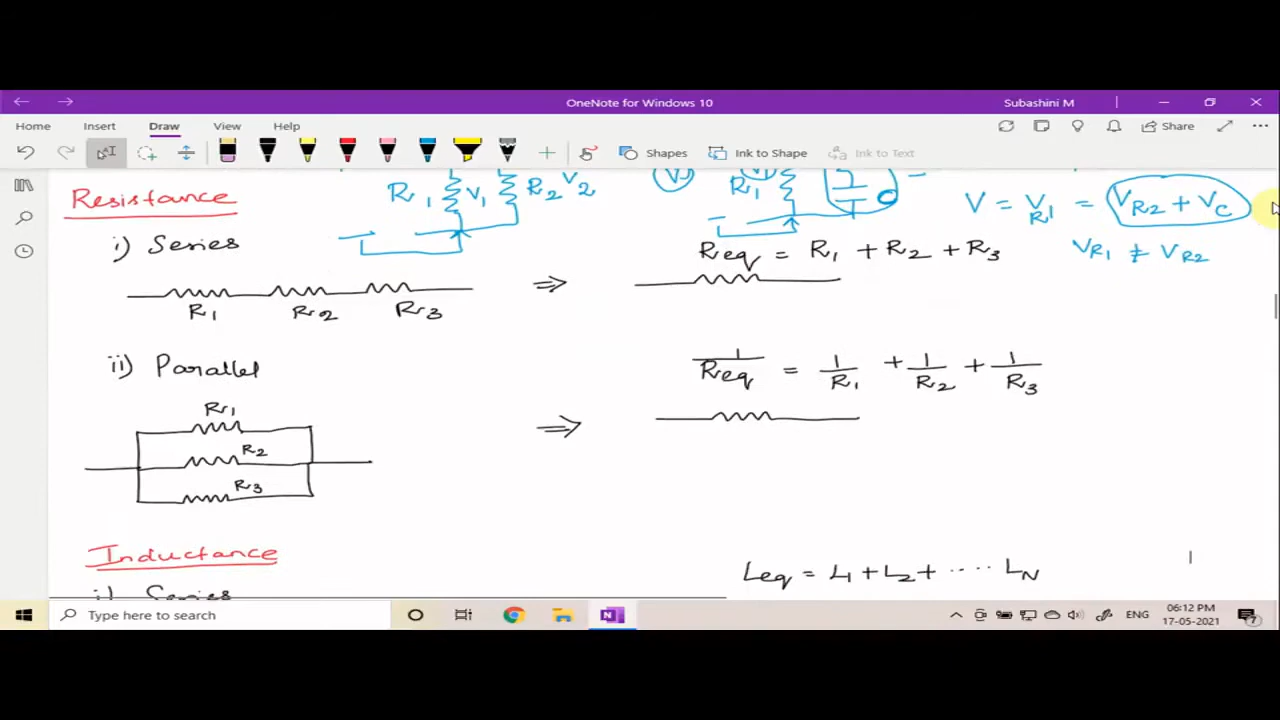 OneNote for Windows 10
Subashini M
Home Insert Draw View Help
Share
Shapes Ink to Shape Ink to Text
Resistance
R1 V1 R2 V2
V R1
V = VR1 = VR2 + VC
VR1 ≠ VR2
i) Series
Req = R1 + R2 + R3
R1 R2 R3
⇒
ii) Parallel
1/Req = 1/R1 + 1/R2 + 1/R3
R1
R2
R3
⇒
Inductance
Leq = L1 + L2 + ..... LN
i) Series
Type here to search
ENG
06:12 PM
17-05-2021
7